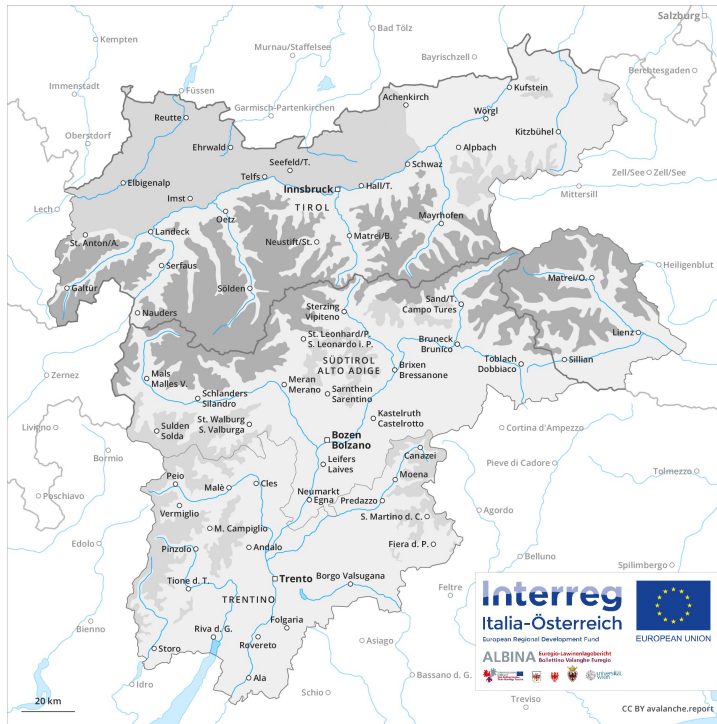 Salzburg
Kempten
Bad Tölz
Murnau/Staffelsee
Bayrischzell
Berchtesgaden
Immenstadt
Füssen
Garmisch-Partenkirchen
Achenkirch
Kufstein
Reutte
Wörgl
Oberstdorf
Ehrwald
Kitzbühel
Alpbach
Seefeld/T.
Schwaz
Telfs
Zell/See
Zell/See
Elbigenalp
Innsbruck
Hall/T.
Mittersill
Imst
TIROL
Lech
Oetz
Mayrhofen
Landeck
Matrei/B.
St. Anton/A.
Neustift/St.
Serfaus
Heiligenblut
Matrei/O.
Galtür
Sölden
Sand/T.
Campo Tures
Nauders
Sterzing
Vipiteno
Lienz
St. Leonhard/P.
S. Leonardo i. P.
Bruneck
Brunico
Toblach
Dobbiaco
Sillian
SÜDTIROL
ALTO ADIGE
Brixen
Bressanone
Zernez
Mals
Malles V.
Meran
Merano
Sarnthein
Sarentino
Schlanders
Silandro
Kastelruth
Castelrotto
Livigno
St. Walburg
S. Valburga
Sulden
Solda
Cortina d'Ampezzo
Bozen
Bolzano
Bormio
Canazei
Leifers
Laives
Pieve di Cadore
Tolmezzo
Peio
Moena
Malè
Cles
Poschiavo
Neumarkt
Egna
Predazzo
Vermiglio
S. Martino d. C.
Agordo
M. Campiglio
Edolo
Pinzolo
Andalo
Fiera d. P.
Belluno
Spilimbergo
Tione d. T.
Trento
Borgo Valsugana
Feltre
TRENTINO
Bienno
Folgaria
Riva d. G.
Rovereto
Storo
Asiago
Ala
Idro
Schio
Bassano d. G.
Treviso
20 km
Interreg
Italia-Österreich
European Regional Development Fund
EUROPEAN UNION
ALBINA
Euregio-Lawinenlagebericht
Bollettino Valanghe Euregio
universität
wien
CC BY avalanche.report